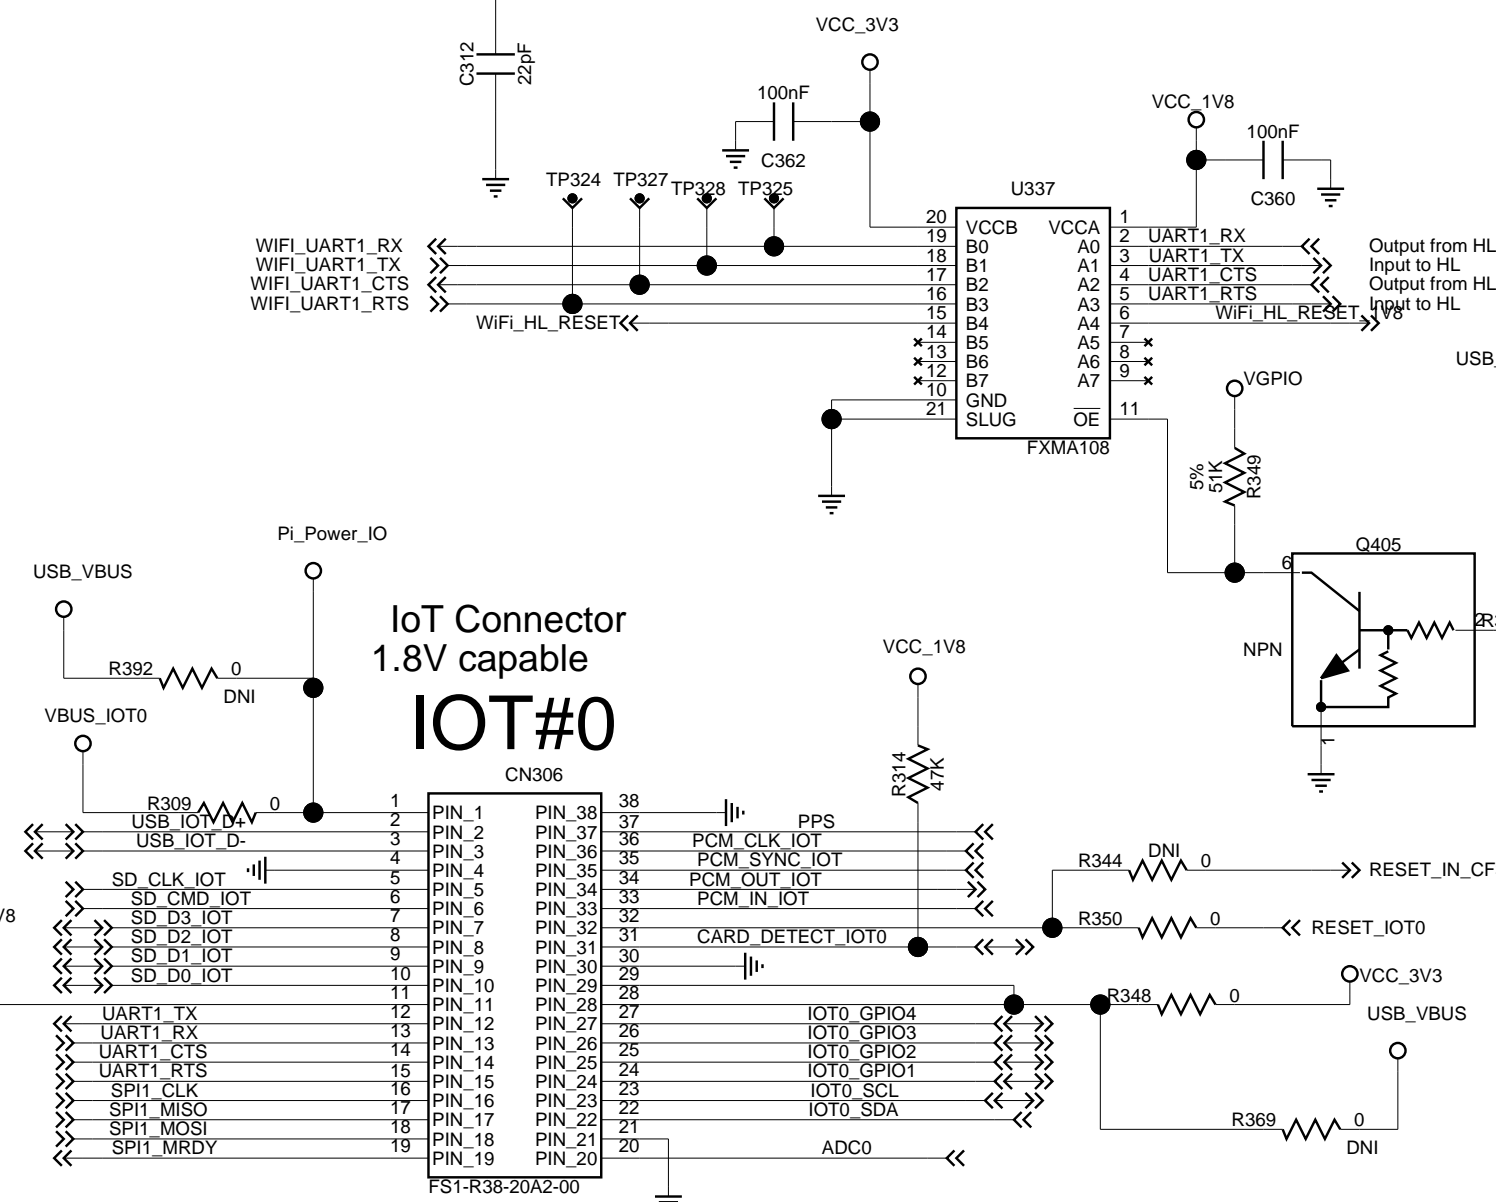 VCC_3V3
C312
22pF
100nF
C362
VCC_1V8
100nF
C360
TP324
TP327
TP328
TP325
U337
WIFI_UART1_RX
WIFI_UART1_TX
WIFI_UART1_CTS
WIFI_UART1_RTS
WiFi_HL_RESET
20 VCCB VCCA 1
19 B0 A0 2 UART1_RX Output from HL
18 B1 A1 3 UART1_TX Input to HL
17 B2 A2 4 UART1_CTS Output from HL
16 B3 A3 5 UART1_RTS Input to HL
15 B4 A4 6 WiFi_HL_RESET_1V8
14 B5 A5 7
13 B6 A6 8
12 B7 A7 9
10 GND
21 SLUG OE 11
FXMA108
USB_
VGPIO
5%
51K
R349
Q405
6
NPN
1
Pi_Power_IO
USB_VBUS
R392 0
DNI
VBUS_IOT0
R309 0
IoT Connector
1.8V capable
IOT#0
CN306
VCC_1V8
R314
47K
1 PIN_1 PIN_38 38
USB_IOT_D+ 2 PIN_2 PIN_37 37 PPS
USB_IOT_D- 3 PIN_3 PIN_36 36 PCM_CLK_IOT
4 PIN_4 PIN_35 35 PCM_SYNC_IOT
SD_CLK_IOT 5 PIN_5 PIN_34 34 PCM_OUT_IOT
SD_CMD_IOT 6 PIN_6 PIN_33 33 PCM_IN_IOT
SD_D3_IOT 7 PIN_7 PIN_32 32
SD_D2_IOT 8 PIN_8 PIN_31 31 CARD_DETECT_IOT0
SD_D1_IOT 9 PIN_9 PIN_30 30
SD_D0_IOT 10 PIN_10 PIN_29 29
11 PIN_11 PIN_28 28
UART1_TX 12 PIN_12 PIN_27 27 IOT0_GPIO4
UART1_RX 13 PIN_13 PIN_26 26 IOT0_GPIO3
UART1_CTS 14 PIN_14 PIN_25 25 IOT0_GPIO2
UART1_RTS 15 PIN_15 PIN_24 24 IOT0_GPIO1
SPI1_CLK 16 PIN_16 PIN_23 23 IOT0_SCL
SPI1_MISO 17 PIN_17 PIN_22 22 IOT0_SDA
SPI1_MOSI 18 PIN_18 PIN_21 21
SPI1_MRDY 19 PIN_19 PIN_20 20 ADC0
FS1-R38-20A2-00
/8
R344 DNI 0 RESET_IN_CF
R350 0 RESET_IOT0
R348 0 VCC_3V3
USB_VBUS
R369 0
DNI